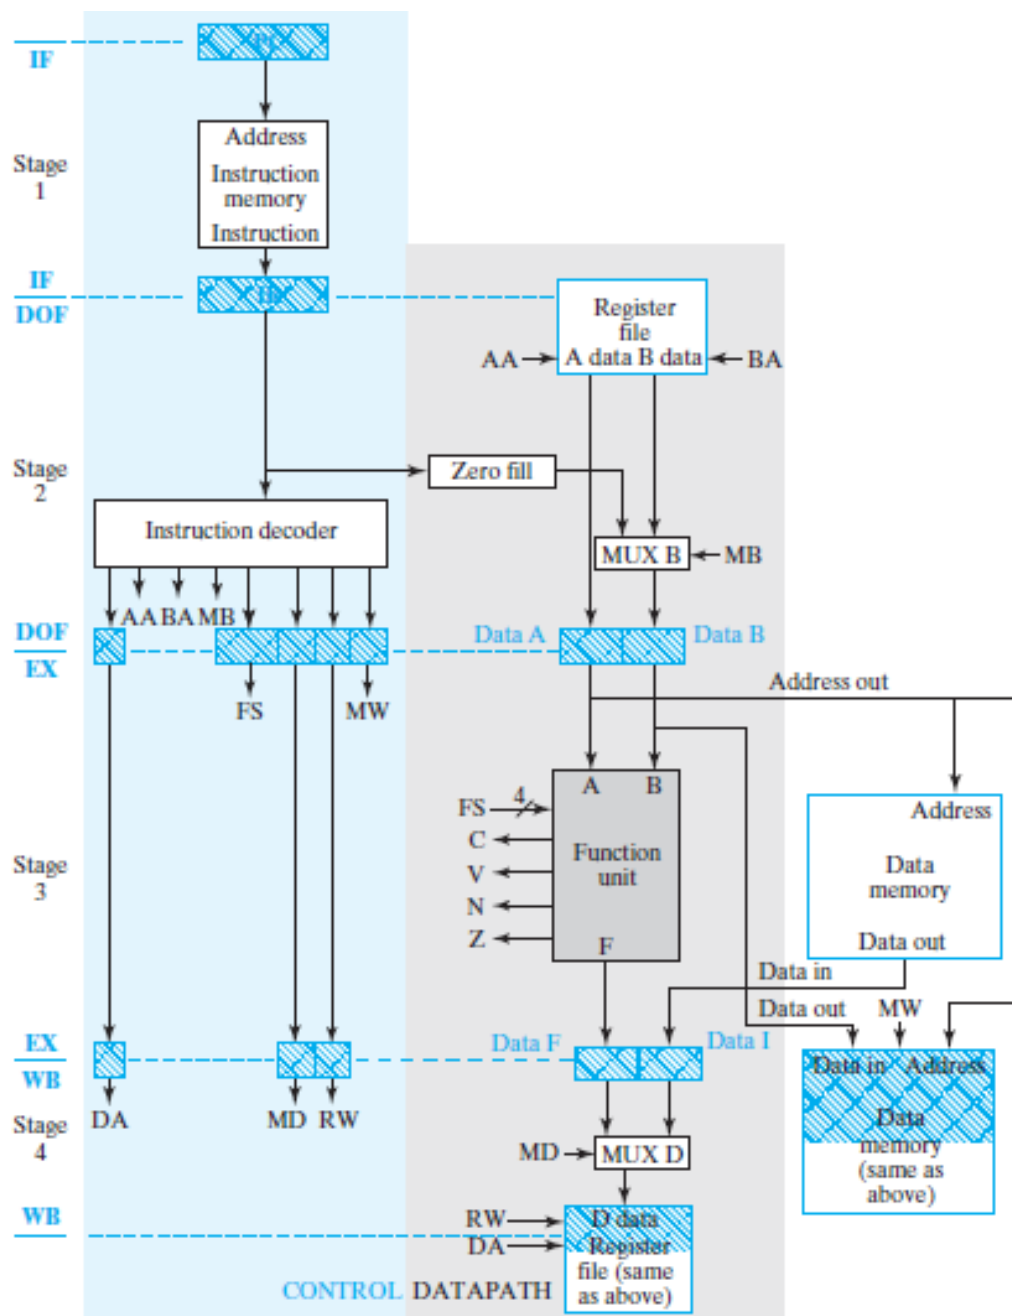 PC
IF
Address
Stage
1
Instruction
memory
Instruction
IF
DOF
IR
Register
file
AA
A data B data
BA
Stage
2
Zero fill
Instruction decoder
MUX B
MB
AA BA MB
DOF
EX
Data A
Data B
FS
MW
Address out
A B
Address
FS
4
C
V
N
Z
Function
unit
F
Stage
3
Data
memory
Data out
Data in
Data out
MW
EX
WB
Data F
Data I
Data in Address
Data
memory
(same as
above)
DA
MD RW
Stage
4
MD
MUX D
WB
RW
D data
DA
Register
file (same
as above)
CONTROL DATAPATH